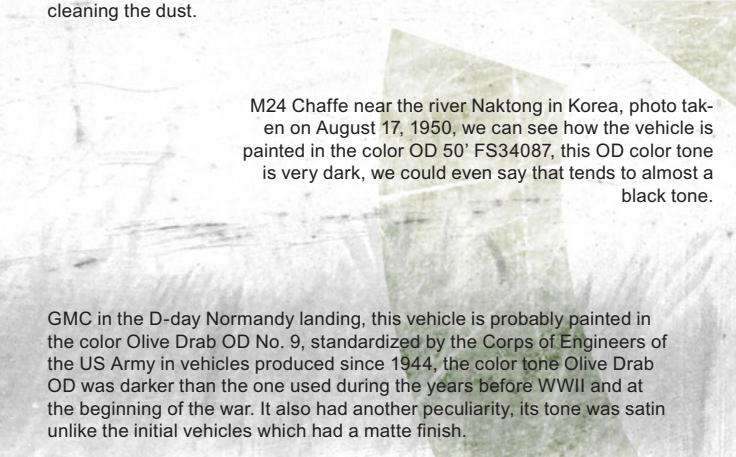 cleaning the dust.
M24 Chaffe near the river Naktong in Korea, photo tak-
en on August 17, 1950, we can see how the vehicle is
painted in the color OD 50’ FS34087, this OD color tone
is very dark, we could even say that tends to almost a
black tone.
GMC in the D-day Normandy landing, this vehicle is probably painted in
the color Olive Drab OD No. 9, standardized by the Corps of Engineers of
the US Army in vehicles produced since 1944, the color tone Olive Drab
OD was darker than the one used during the years before WWII and at
the beginning of the war. It also had another peculiarity, its tone was satin
unlike the initial vehicles which had a matte finish.